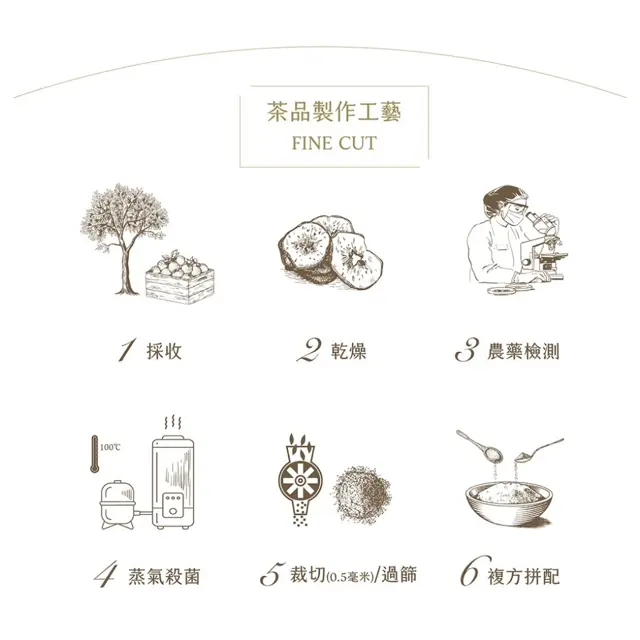 茶品製作工藝
FINE CUT
1 採收
2 乾燥
3 農藥檢測
100℃
4 蒸氣殺菌
5 裁切(0.5毫米)/過篩
6 複方拼配